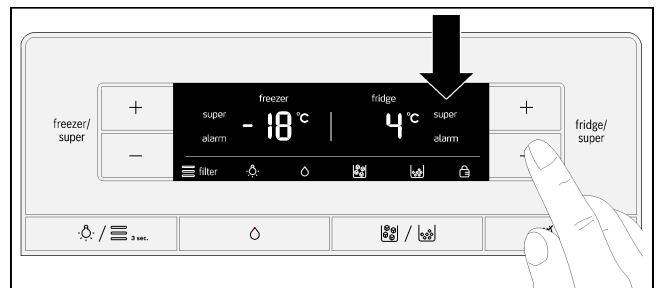 freezer
fridge
super
alarm
- 18 °C
4 °C
super
alarm
filter
freezer/
super
+
−
+
−
fridge/
super
/
3 sec.
/